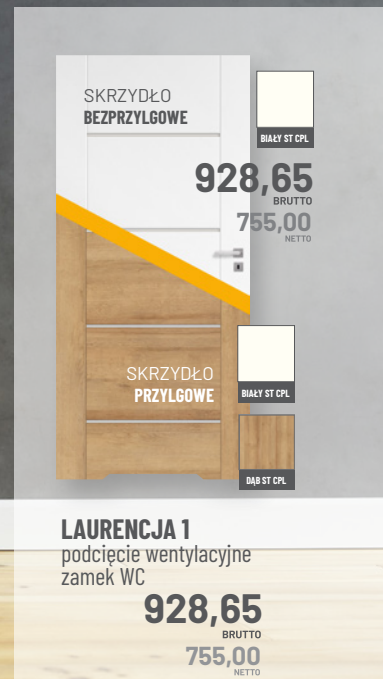 SKRZYDŁO
BEZPRZYLGOWE
BIAŁY ST CPL
928,65
BRUTTO
755,00
NETTO
SKRZYDŁO
PRZYLGOWE
BIAŁY ST CPL
DĄB ST CPL
LAURENCJA 1
podcięcie wentylacyjne
zamek WC
928,65
BRUTTO
755,00
NETTO